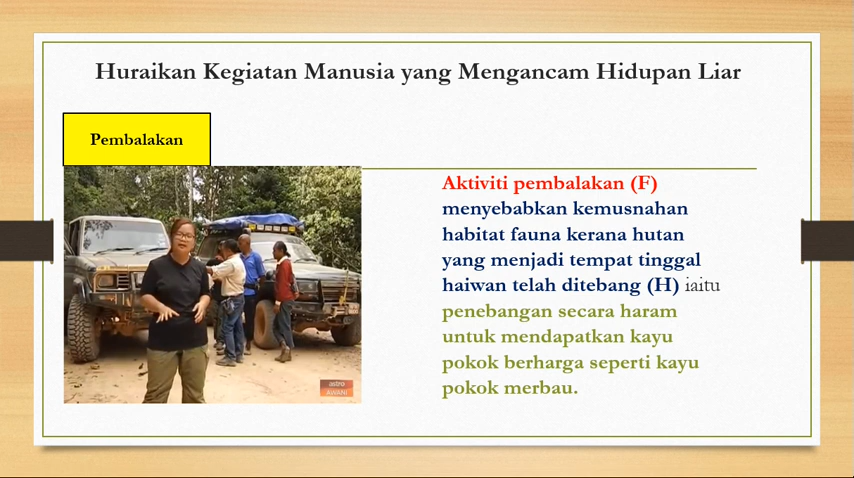 Huraikan Kegiatan Manusia yang Mengancam Hidupan Liar
Pembalakan
Aktiviti pembalakan (F)
menyebabkan kemusnahan
habitat fauna kerana hutan
yang menjadi tempat tinggal
haiwan telah ditebang (H) iaitu
penebangan secara haram
untuk mendapatkan kayu
pokok berharga seperti kayu
pokok merbau.
astro
AWANI